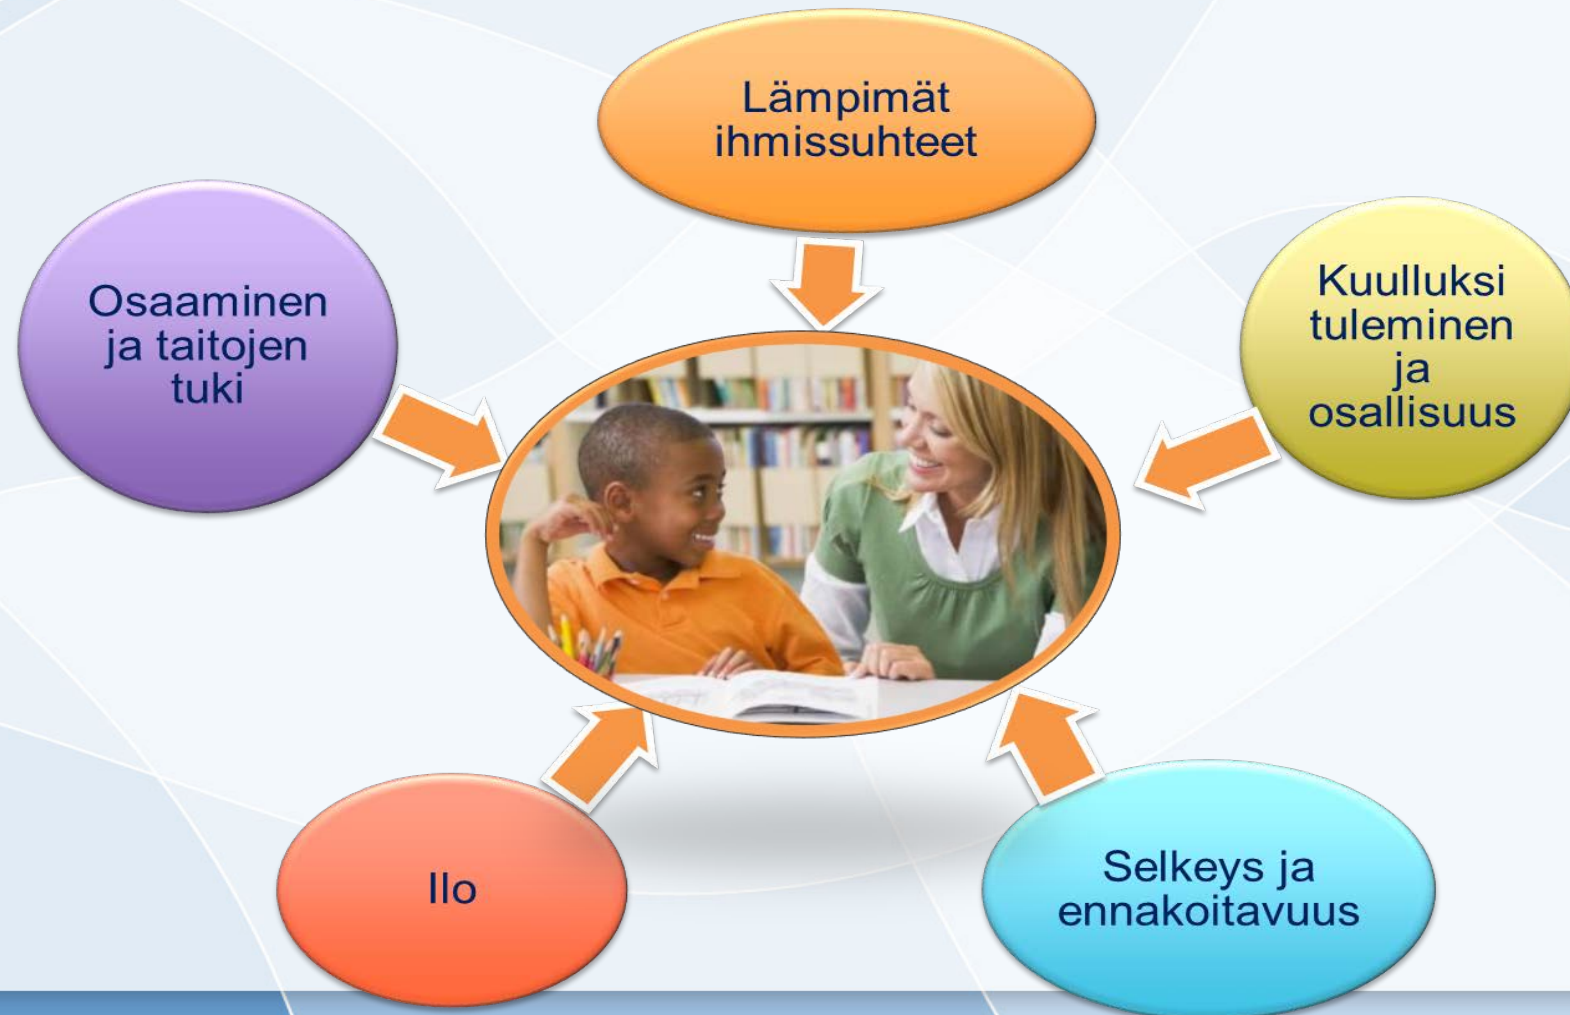 Lämpimät
ihmissuhteet
Osaaminen
ja taitojen
tuki
Kuulluksi
tuleminen
ja
osallisuus
Ilo
Selkeys ja
ennakoitavuus